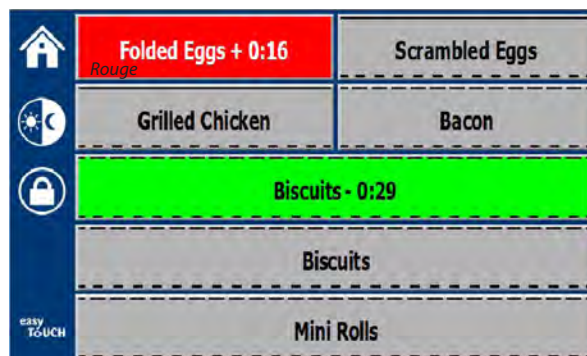 Folded Eggs + 0:16
Rouge
Scrambled Eggs
Grilled Chicken
Bacon
Biscuits - 0:29
Biscuits
Mini Rolls
easy
TOUCH